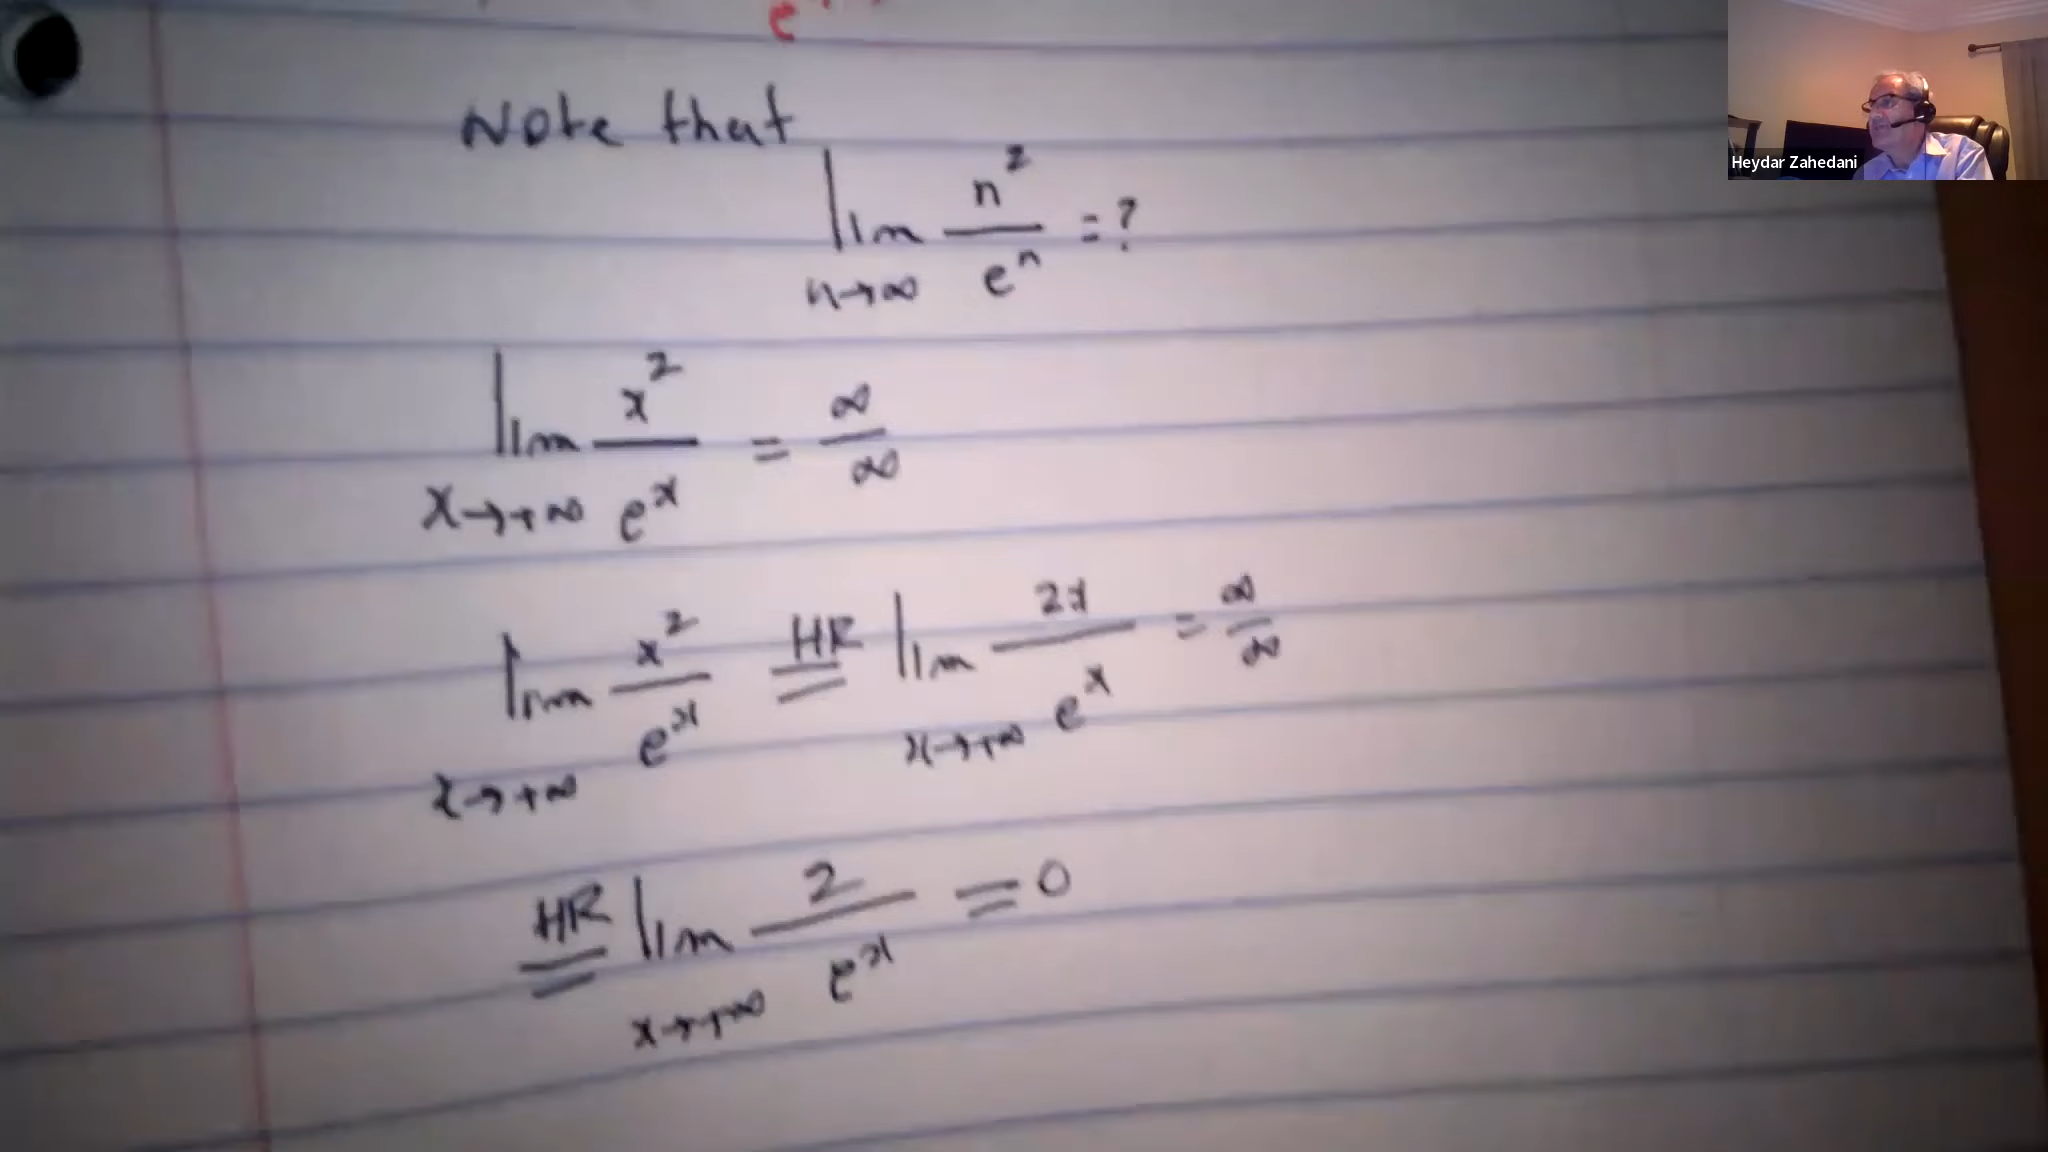 e
Note that
lim n→∞ n²/eⁿ = ?
Heydar Zahedani
lim x→+∞ x²/eˣ = ∞/∞
lim x→+∞ x²/eˣ HR= lim x→+∞ 2x/eˣ = ∞/∞
HR= lim x→+∞ 2/eˣ = 0